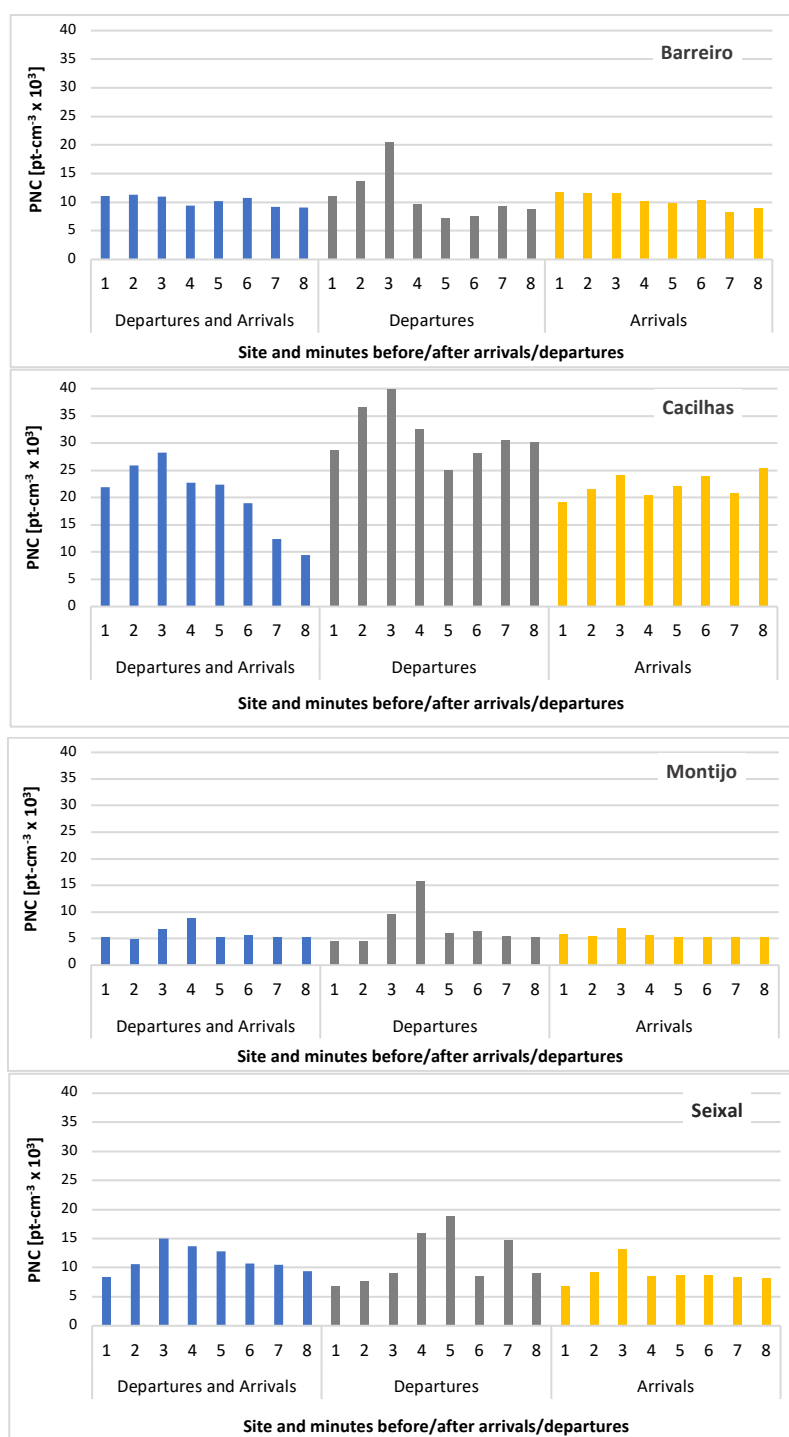 Barreiro
PNC [pt-cm-3 x 10³]
40
35
30
25
20
15
10
5
0
1 2 3 4 5 6 7 8 1 2 3 4 5 6 7 8 1 2 3 4 5 6 7 8
Departures and Arrivals Departures Arrivals
Site and minutes before/after arrivals/departures
Cacilhas
PNC [pt-cm-3 x 10³]
40
35
30
25
20
15
10
5
0
1 2 3 4 5 6 7 8 1 2 3 4 5 6 7 8 1 2 3 4 5 6 7 8
Departures and Arrivals Departures Arrivals
Site and minutes before/after arrivals/departures
Montijo
PNC [pt-cm-3 x 10³]
40
35
30
25
20
15
10
5
0
1 2 3 4 5 6 7 8 1 2 3 4 5 6 7 8 1 2 3 4 5 6 7 8
Departures and Arrivals Departures Arrivals
Site and minutes before/after arrivals/departures
Seixal
PNC [pt-cm-3 x 10³]
40
35
30
25
20
15
10
5
0
1 2 3 4 5 6 7 8 1 2 3 4 5 6 7 8 1 2 3 4 5 6 7 8
Departures and Arrivals Departures Arrivals
Site and minutes before/after arrivals/departures